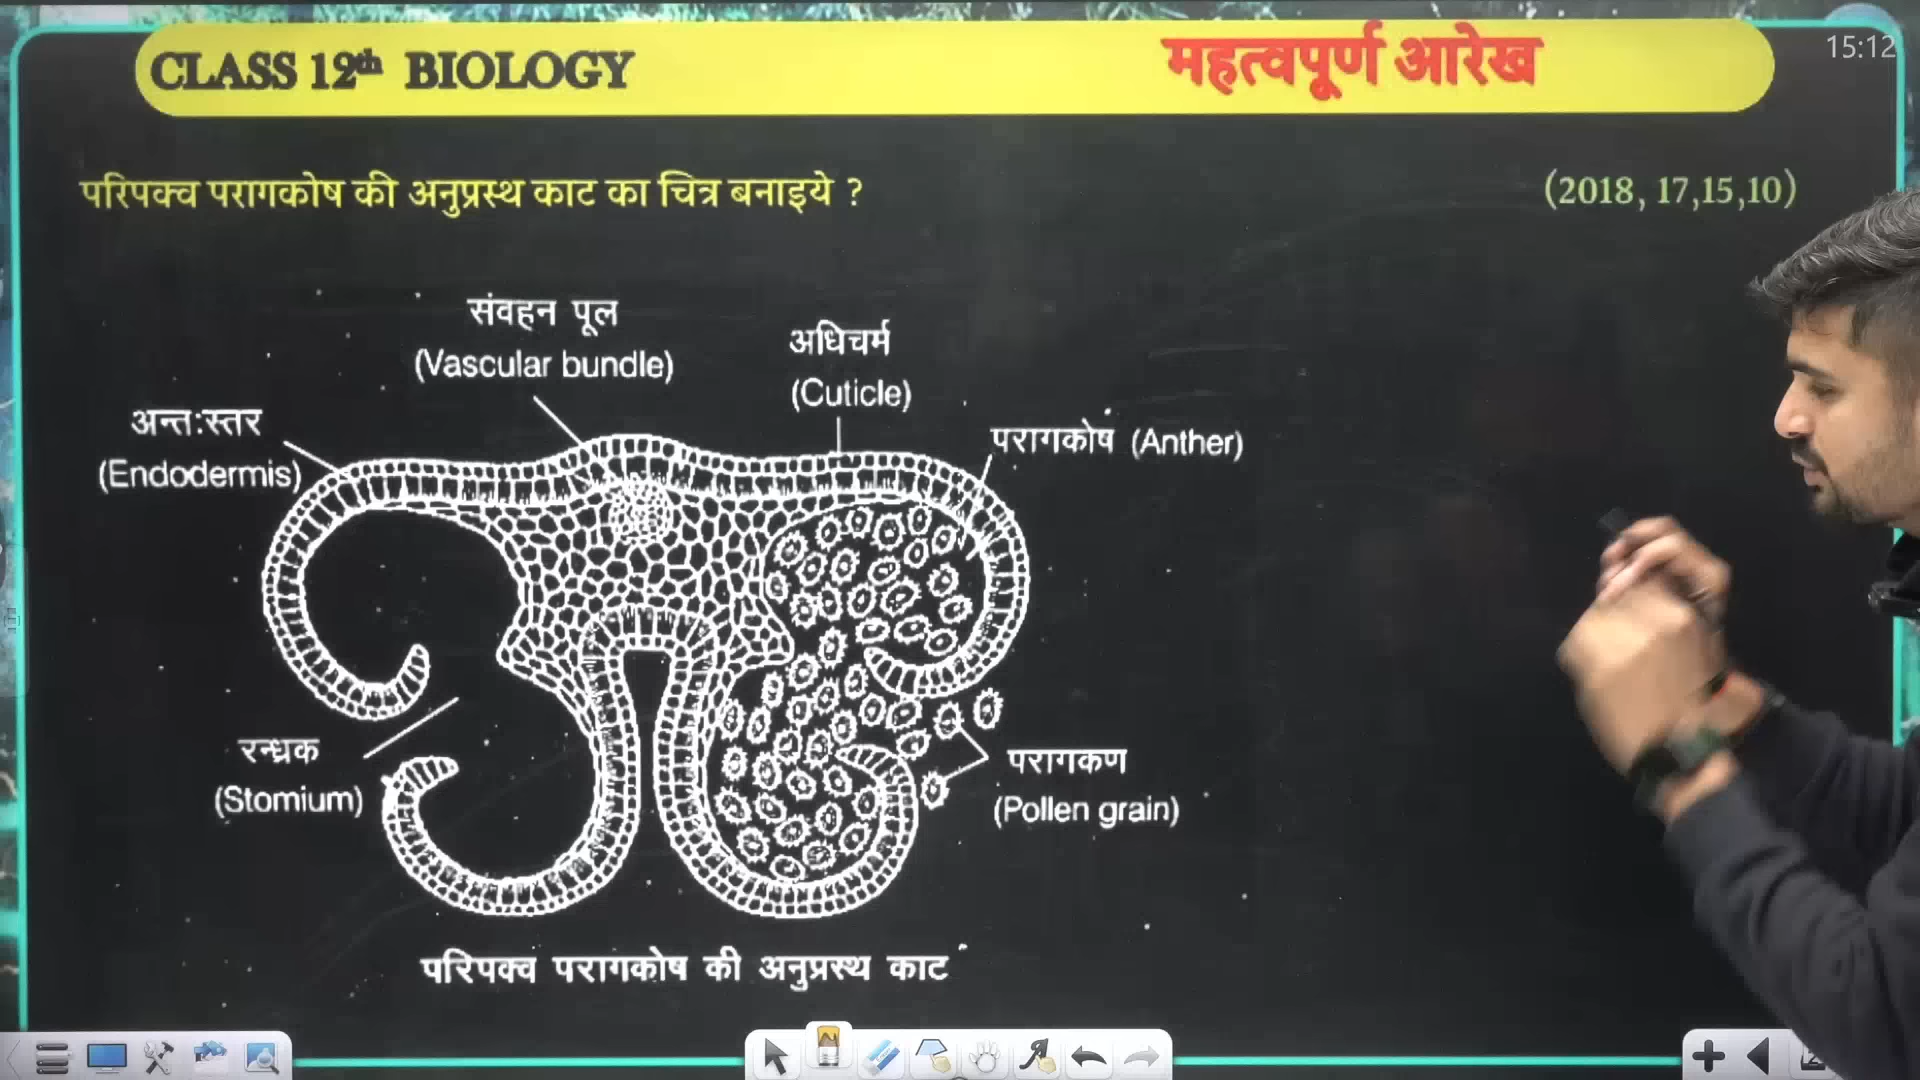 CLASS 12th BIOLOGY
महत्वपूर्ण आरेख
15:12
परिपक्व परागकोष की अनुप्रस्थ काट का चित्र बनाइये ?
(2018, 17,15,10)
संवहन पूल
(Vascular bundle)
अधिचर्म
(Cuticle)
अन्तःस्तर
(Endodermis)
परागकोष (Anther)
रन्ध्रक
(Stomium)
परागकण
(Pollen grain)
परिपक्व परागकोष की अनुप्रस्थ काट